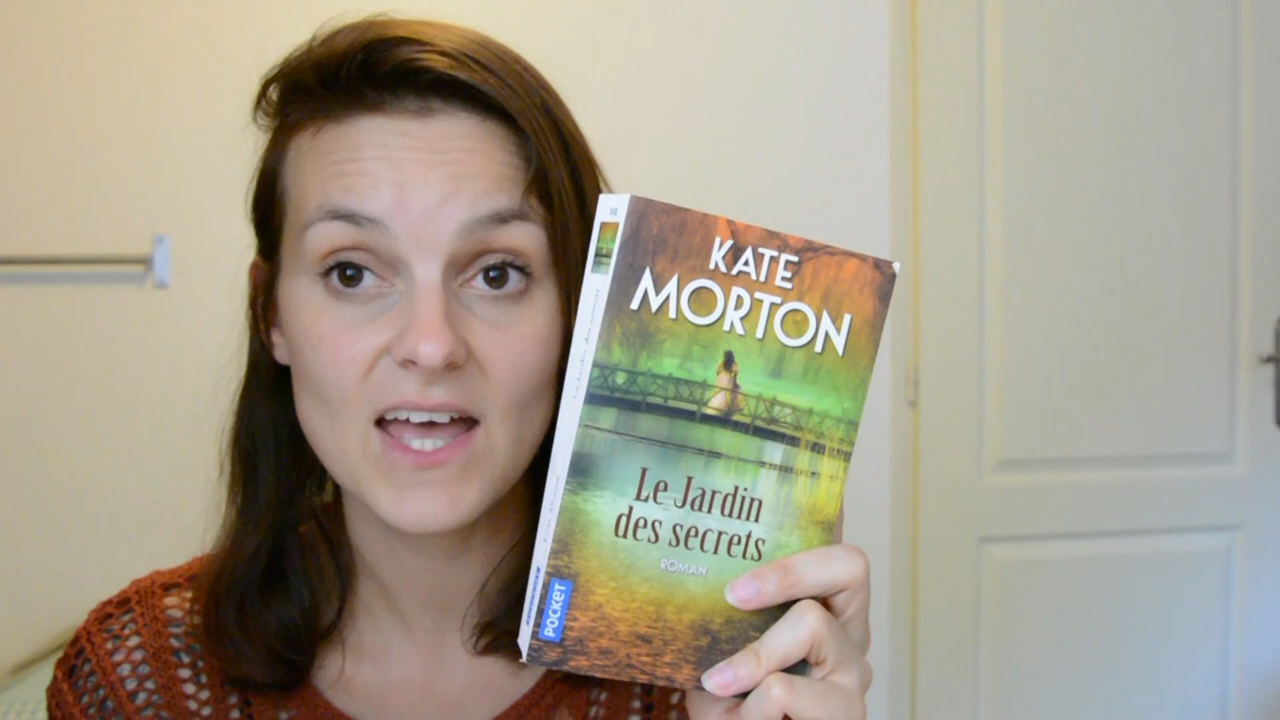 KATE
MORTON
Le Jardin
des secrets
ROMAN
POCKET